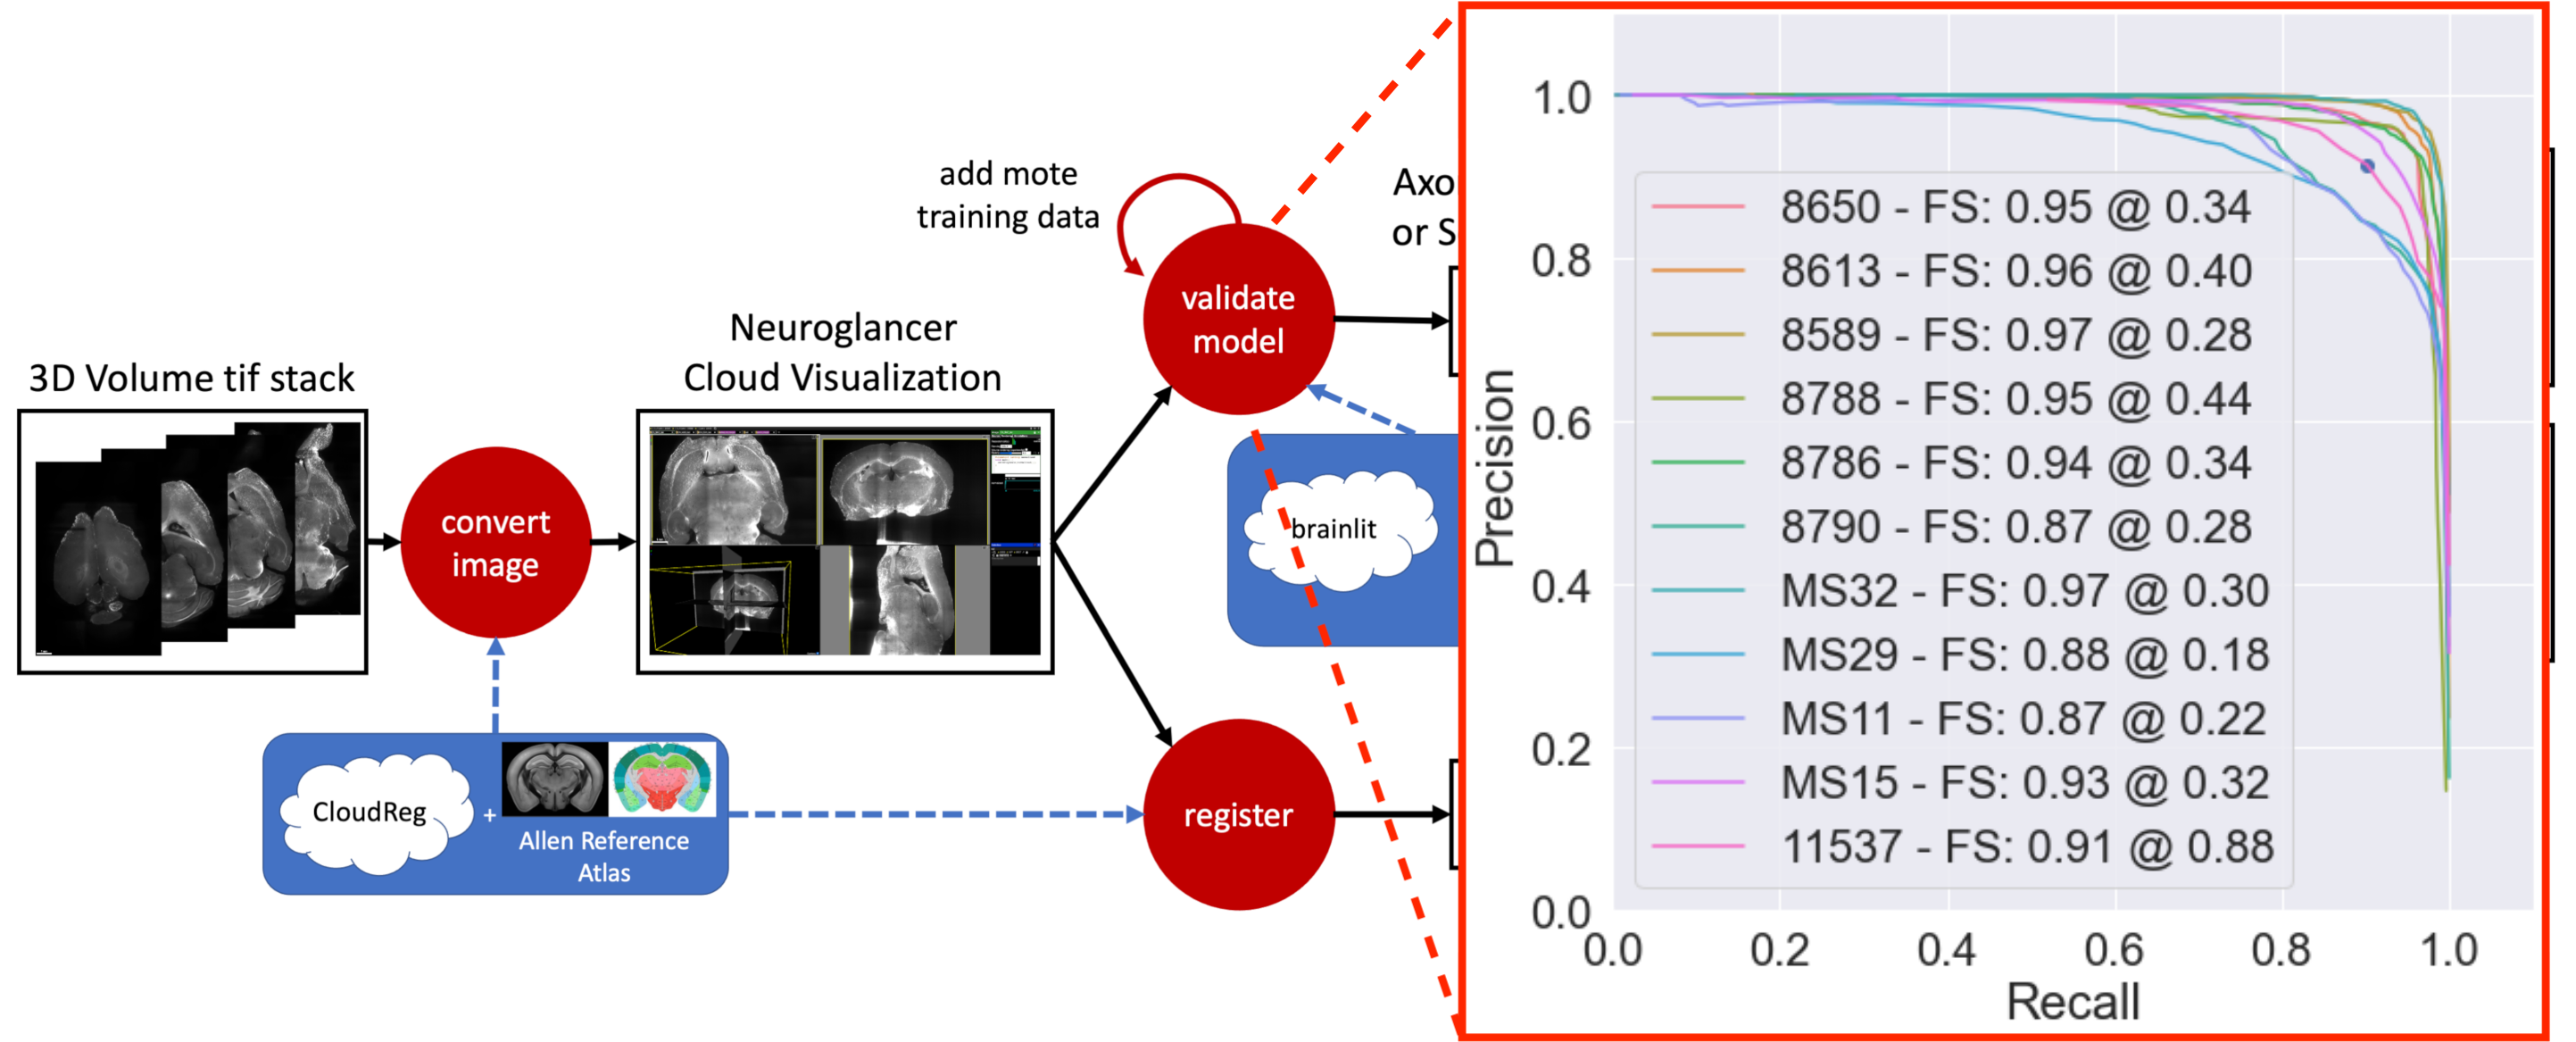 3D Volume tif stack
convert
image
CloudReg
+
Allen Reference
Atlas
Neuroglancer
Cloud Visualization
add mote
training data
validate
model
register
brainlit
Axo
or S
Precision
1.0
0.8
0.6
0.4
0.2
0.0
8650 - FS: 0.95 @ 0.34
8613 - FS: 0.96 @ 0.40
8589 - FS: 0.97 @ 0.28
8788 - FS: 0.95 @ 0.44
8786 - FS: 0.94 @ 0.34
8790 - FS: 0.87 @ 0.28
MS32 - FS: 0.97 @ 0.30
MS29 - FS: 0.88 @ 0.18
MS11 - FS: 0.87 @ 0.22
MS15 - FS: 0.93 @ 0.32
11537 - FS: 0.91 @ 0.88
0.0 0.2 0.4 0.6 0.8 1.0
Recall